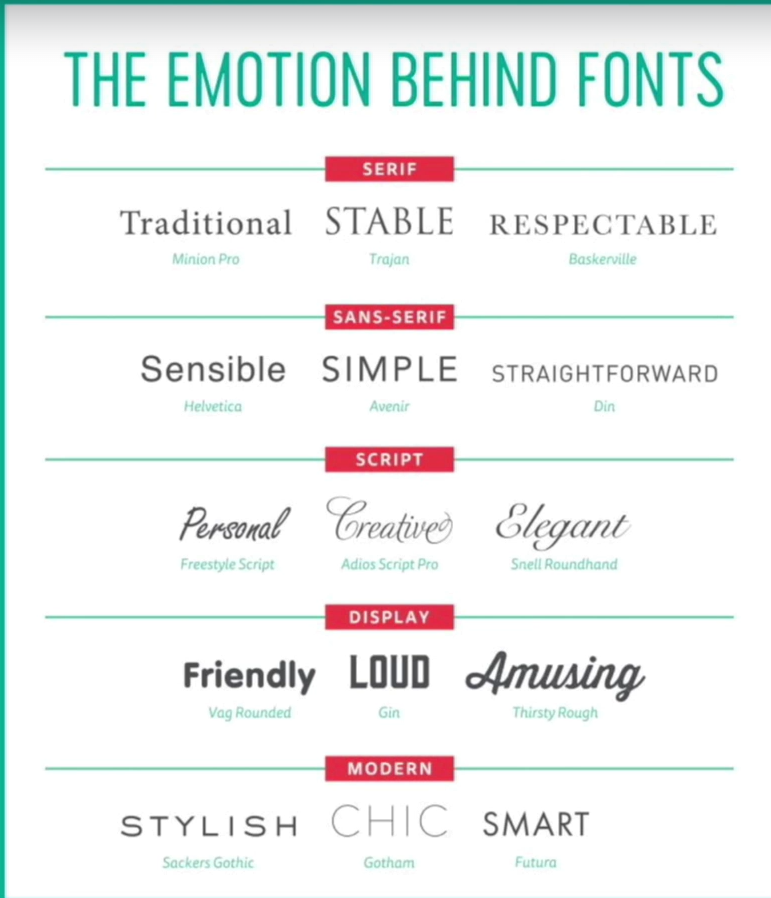 THE EMOTION BEHIND FONTS
SERIF
Traditional STABLE RESPECTABLE
Minion Pro Trajan Baskerville
SANS-SERIF
Sensible SIMPLE STRAIGHTFORWARD
Helvetica Avenir Din
SCRIPT
Personal Creative Elegant
Freestyle Script Adios Script Pro Snell Roundhand
DISPLAY
Friendly LOUD Amusing
Vag Rounded Gin Thirsty Rough
MODERN
STYLISH CHIC SMART
Sackers Gothic Gotham Futura